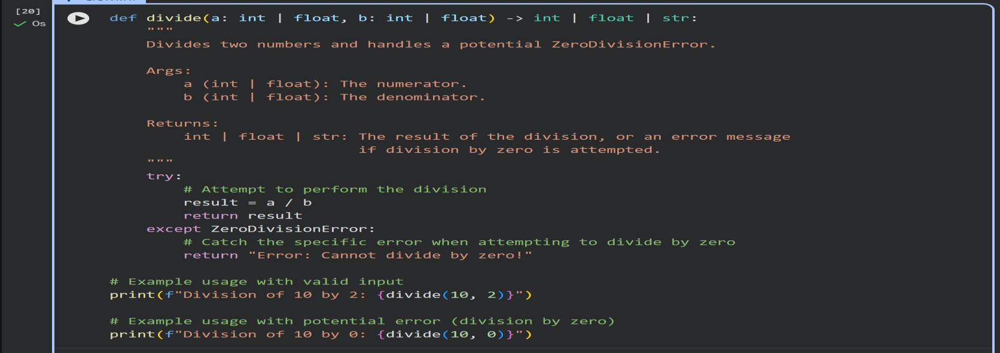 [20]
0s
def divide(a: int | float, b: int | float) -> int | float | str:
    """
    Divides two numbers and handles a potential ZeroDivisionError.

    Args:
        a (int | float): The numerator.
        b (int | float): The denominator.

    Returns:
        int | float | str: The result of the division, or an error message
                           if division by zero is attempted.
    """
    try:
        # Attempt to perform the division
        result = a / b
        return result
    except ZeroDivisionError:
        # Catch the specific error when attempting to divide by zero
        return "Error: Cannot divide by zero!"

# Example usage with valid input
print(f"Division of 10 by 2: {divide(10, 2)}")

# Example usage with potential error (division by zero)
print(f"Division of 10 by 0: {divide(10, 0)}")